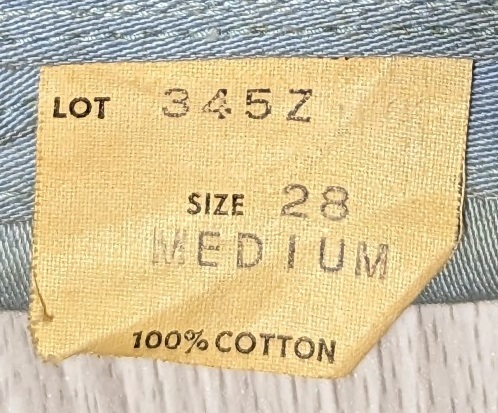 LOT 345Z
SIZE 28
MEDIUM
100% COTTON